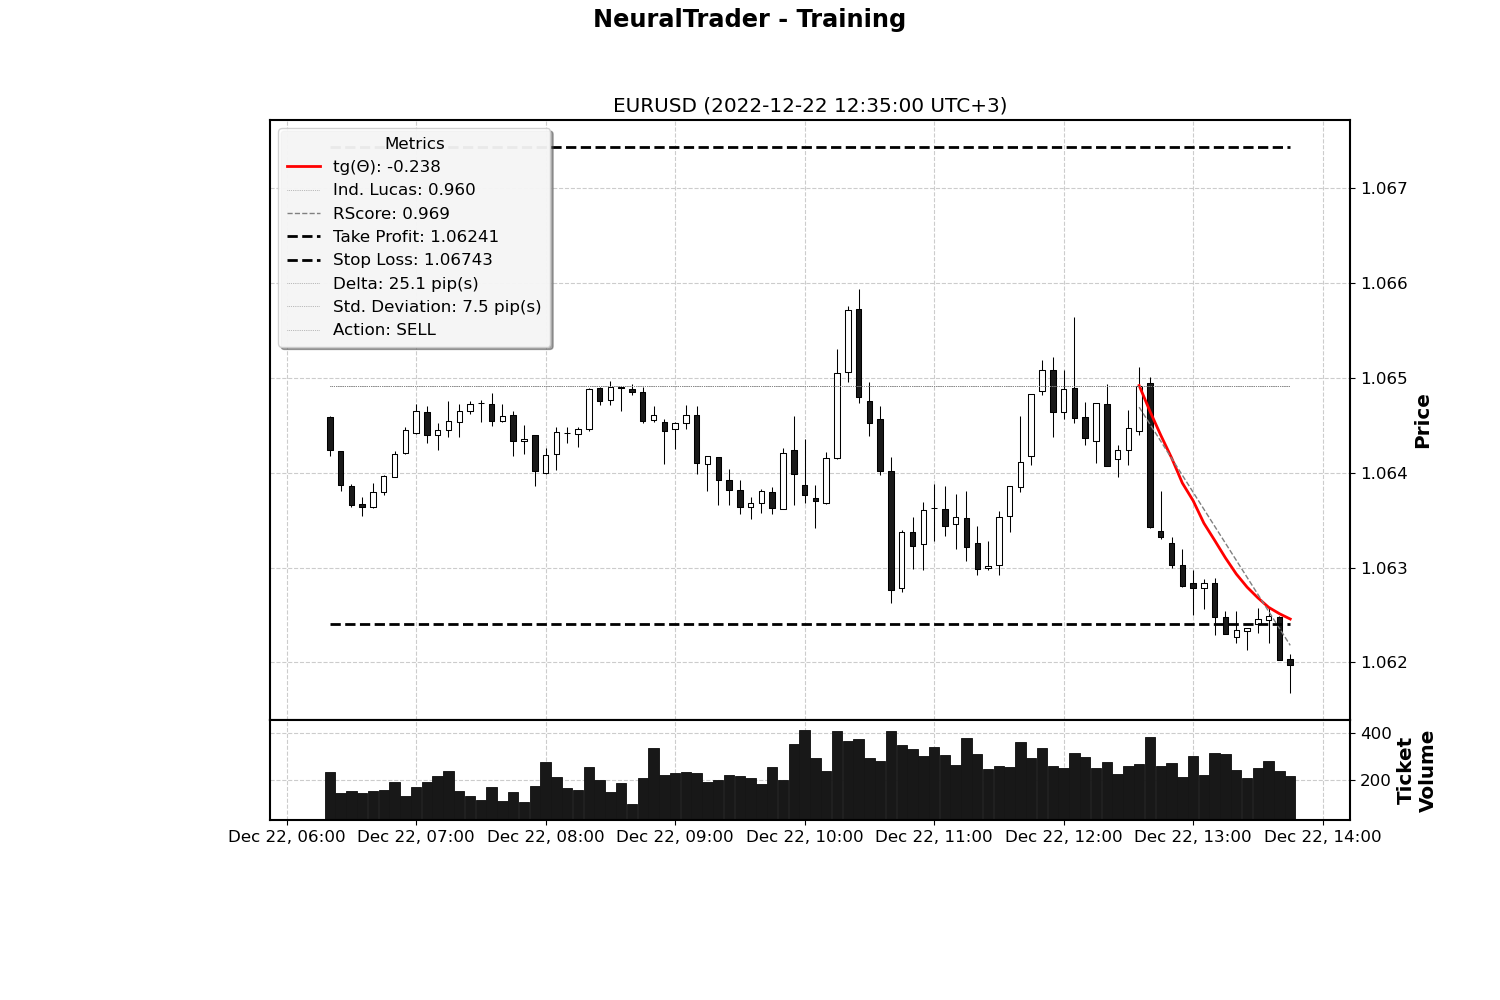 NeuralTrader - Training
EURUSD (2022-12-22 12:35:00 UTC+3)
Metrics
tg(Θ): -0.238
Ind. Lucas: 0.960
RScore: 0.969
Take Profit: 1.06241
Stop Loss: 1.06743
Delta: 25.1 pip(s)
Std. Deviation: 7.5 pip(s)
Action: SELL
1.067
1.066
1.065
1.064
1.063
1.062
Price
400
200
Ticket
Volume
Dec 22, 06:00
Dec 22, 07:00
Dec 22, 08:00
Dec 22, 09:00
Dec 22, 10:00
Dec 22, 11:00
Dec 22, 12:00
Dec 22, 13:00
Dec 22, 14:00